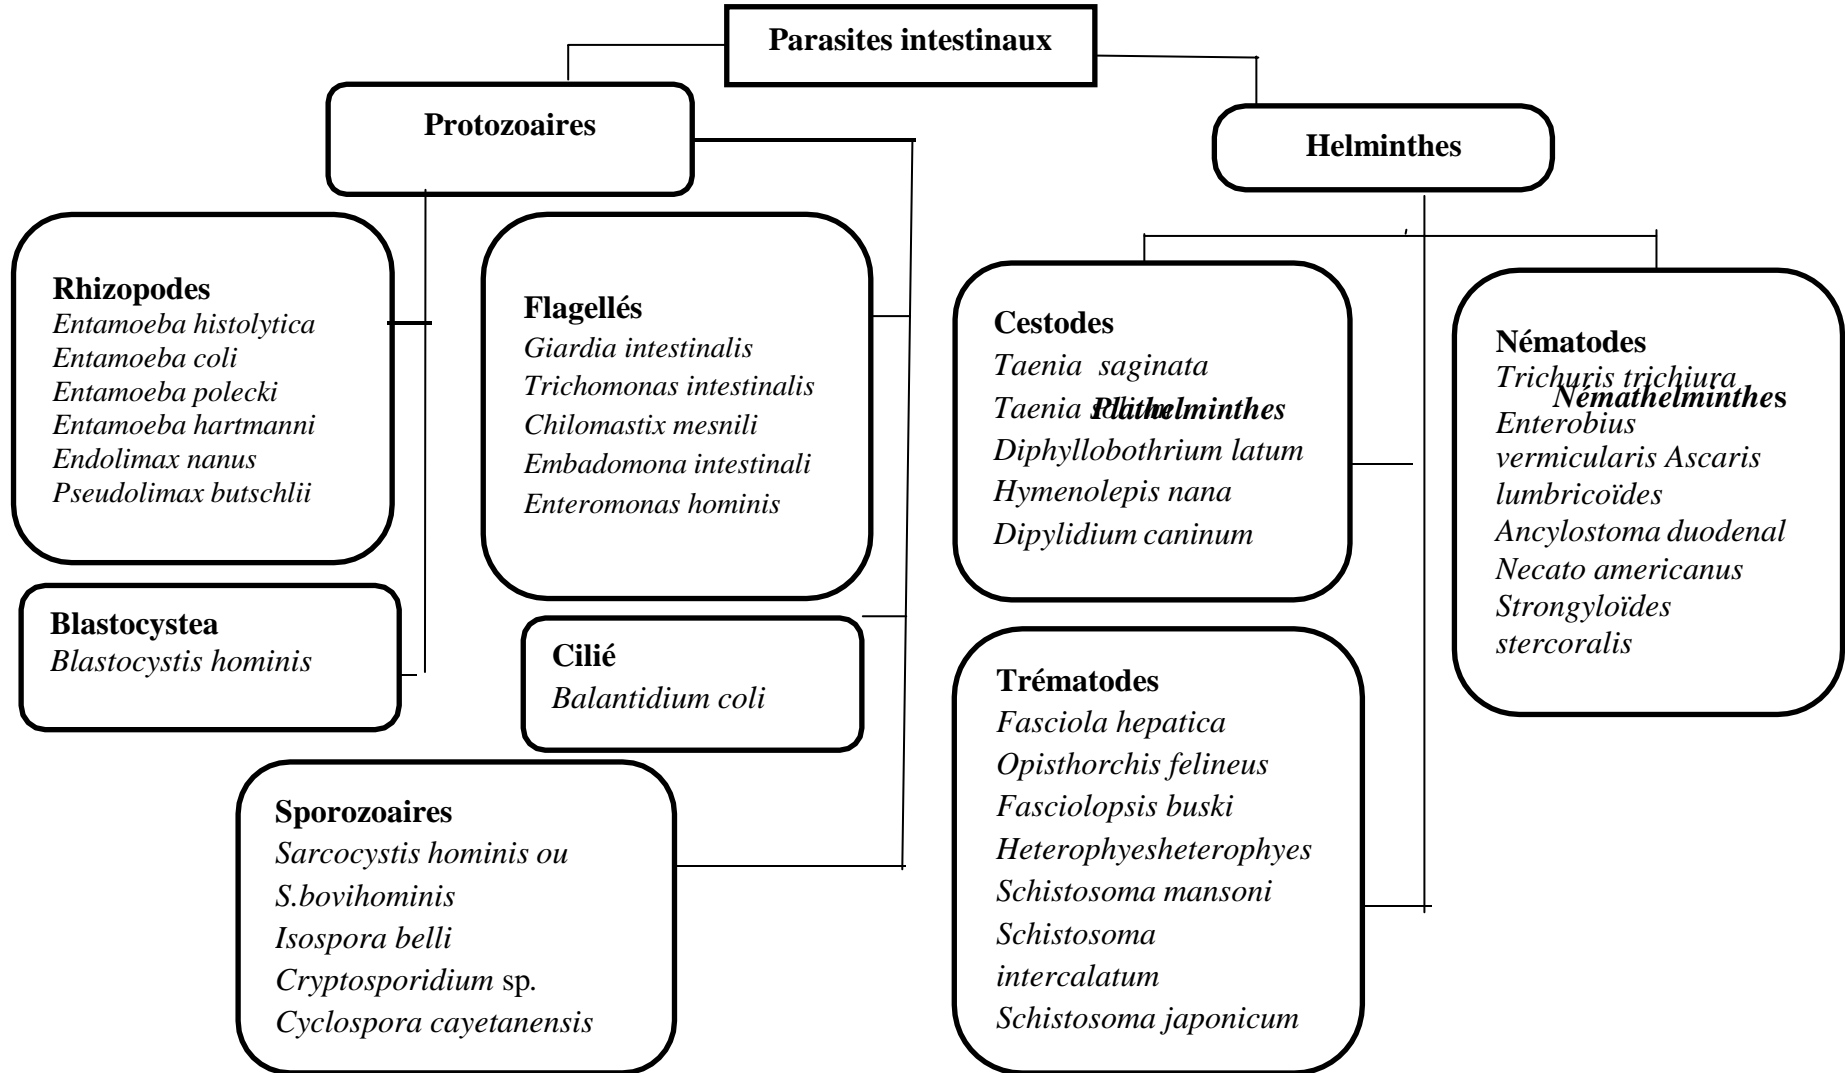 Parasites intestinaux
Protozoaires
Helminthes
Rhizopodes
Entamoeba histolytica
Entamoeba coli
Entamoeba polecki
Entamoeba hartmanni
Endolimax nanus
Pseudolimax butschlii
Flagellés
Giardia intestinalis
Trichomonas intestinalis
Chilomastix mesnili
Embadomona intestinali
Enteromonas hominis
Cestodes
Taenia saginata
Taenia
Plathelminthes
Diphyllobothrium latum
Hymenolepis nana
Dipylidium caninum
Nématodes
Trichuris trichiura
Némathelminthes
Enterobius
vermicularis Ascaris
lumbricoïdes
Ancylostoma duodenal
Necato americanus
Strongyloïdes
stercoralis
Blastocystea
Blastocystis hominis
Cilié
Balantidium coli
Trématodes
Fasciola hepatica
Opisthorchis felineus
Fasciolopsis buski
Heterophyesheterophyes
Schistosoma mansoni
Schistosoma
intercalatum
Schistosoma japonicum
Sporozoaires
Sarcocystis hominis ou
S.bovihominis
Isospora belli
Cryptosporidium sp.
Cyclospora cayetanensis